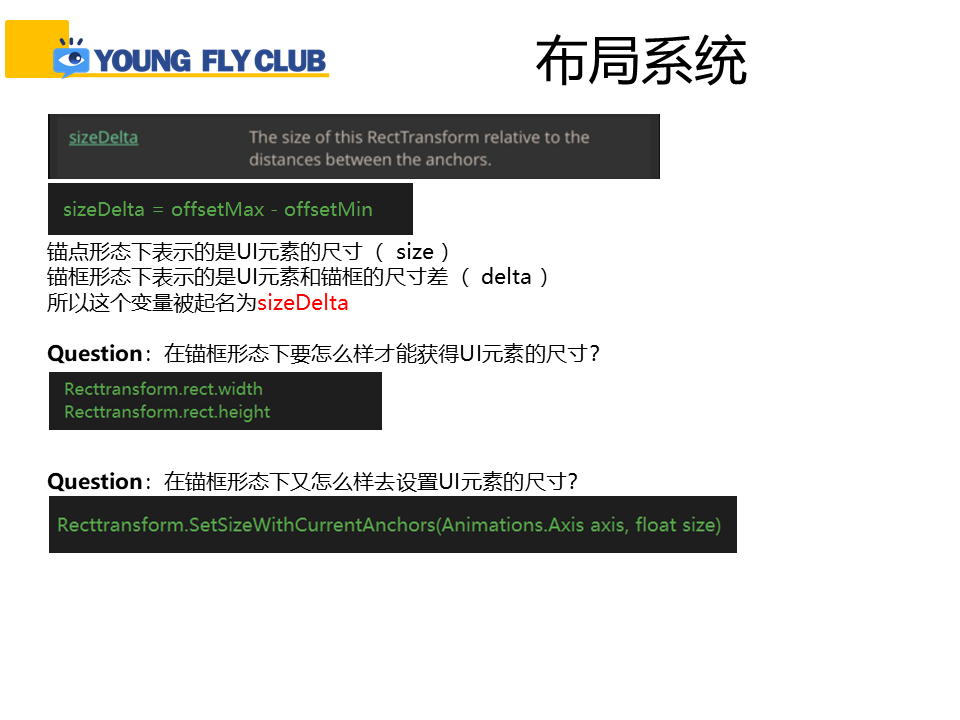 YOUNG FLY CLUB
布局系统
sizeDelta The size of this RectTransform relative to the
distances between the anchors.
sizeDelta = offsetMax - offsetMin
锚点形态下表示的是UI元素的尺寸（ size ）
锚框形态下表示的是UI元素和锚框的尺寸差（ delta ）
所以这个变量被起名为sizeDelta
Question：在锚框形态下要怎么样才能获得UI元素的尺寸？
Recttransform.rect.width
Recttransform.rect.height
Question：在锚框形态下又怎么样去设置UI元素的尺寸？
Recttransform.SetSizeWithCurrentAnchors(Animations.Axis axis, float size)